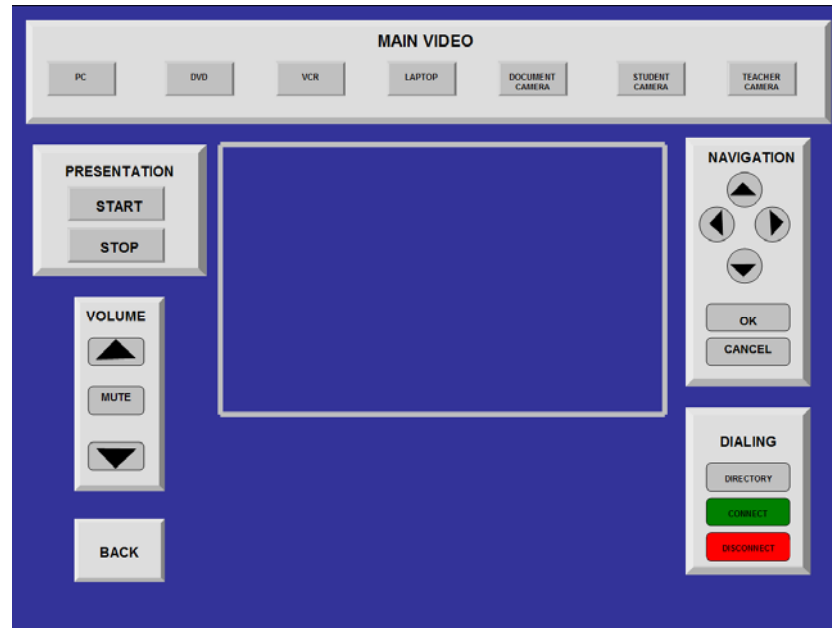 MAIN VIDEO
PC
DVD
VCR
LAPTOP
DOCUMENT
CAMERA
STUDENT
CAMERA
TEACHER
CAMERA
PRESENTATION
START
STOP
VOLUME
MUTE
BACK
NAVIGATION
OK
CANCEL
DIALING
DIRECTORY
CONNECT
DISCONNECT